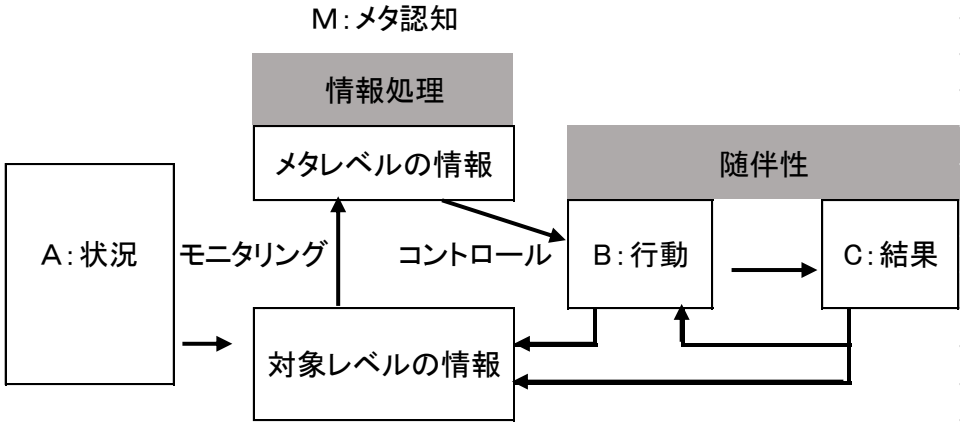 M:メタ認知
情報処理
メタレベルの情報
随伴性
A:状況
モニタリング
コントロール
B:行動
C:結果
対象レベルの情報